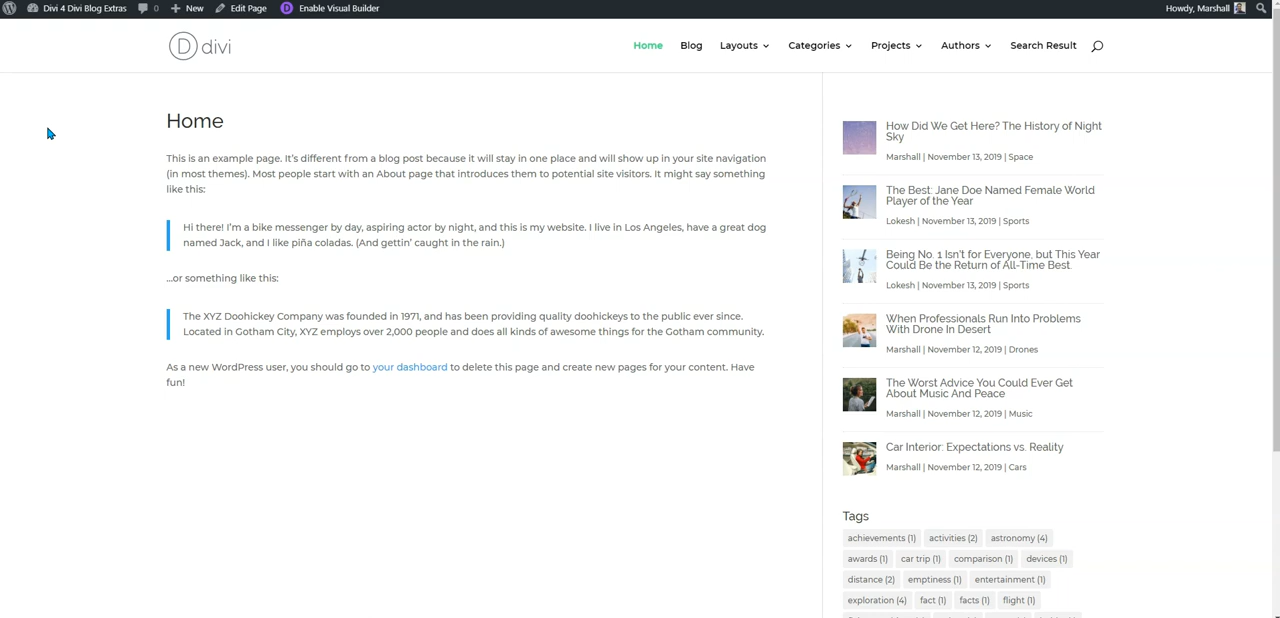 Divi 4 Divi Blog Extras 0 New Edit Page Enable Visual Builder Howdy, Marshall
D divi Home Blog Layouts Categories Projects Authors Search Result
Home
This is an example page. It's different from a blog post because it will stay in one place and will show up in your site navigation
(in most themes). Most people start with an About page that introduces them to potential site visitors. It might say something
like this:
Hi there! I'm a bike messenger by day, aspiring actor by night, and this is my website. I live in Los Angeles, have a great dog
named Jack, and I like piña coladas. (And gettin' caught in the rain.)
...or something like this:
The XYZ Doohickey Company was founded in 1971, and has been providing quality doohickeys to the public ever since.
Located in Gotham City, XYZ employs over 2,000 people and does all kinds of awesome things for the Gotham community.
As a new WordPress user, you should go to your dashboard to delete this page and create new pages for your content. Have
fun!
How Did We Get Here? The History of Night
Sky
Marshall | November 13, 2019 | Space
The Best: Jane Doe Named Female World
Player of the Year
Lokesh | November 13, 2019 | Sports
Being No. 1 Isn't for Everyone, but This Year
Could Be the Return of All-Time Best.
Lokesh | November 13, 2019 | Sports
When Professionals Run Into Problems
With Drone In Desert
Marshall | November 12, 2019 | Drones
The Worst Advice You Could Ever Get
About Music And Peace
Marshall | November 12, 2019 | Music
Car Interior: Expectations vs. Reality
Marshall | November 12, 2019 | Cars
Tags
achievements (1) activities (2) astronomy (4)
awards (1) car trip (1) comparison (1) devices (1)
distance (2) emptiness (1) entertainment (1)
exploration (4) fact (1) facts (1) flight (1)